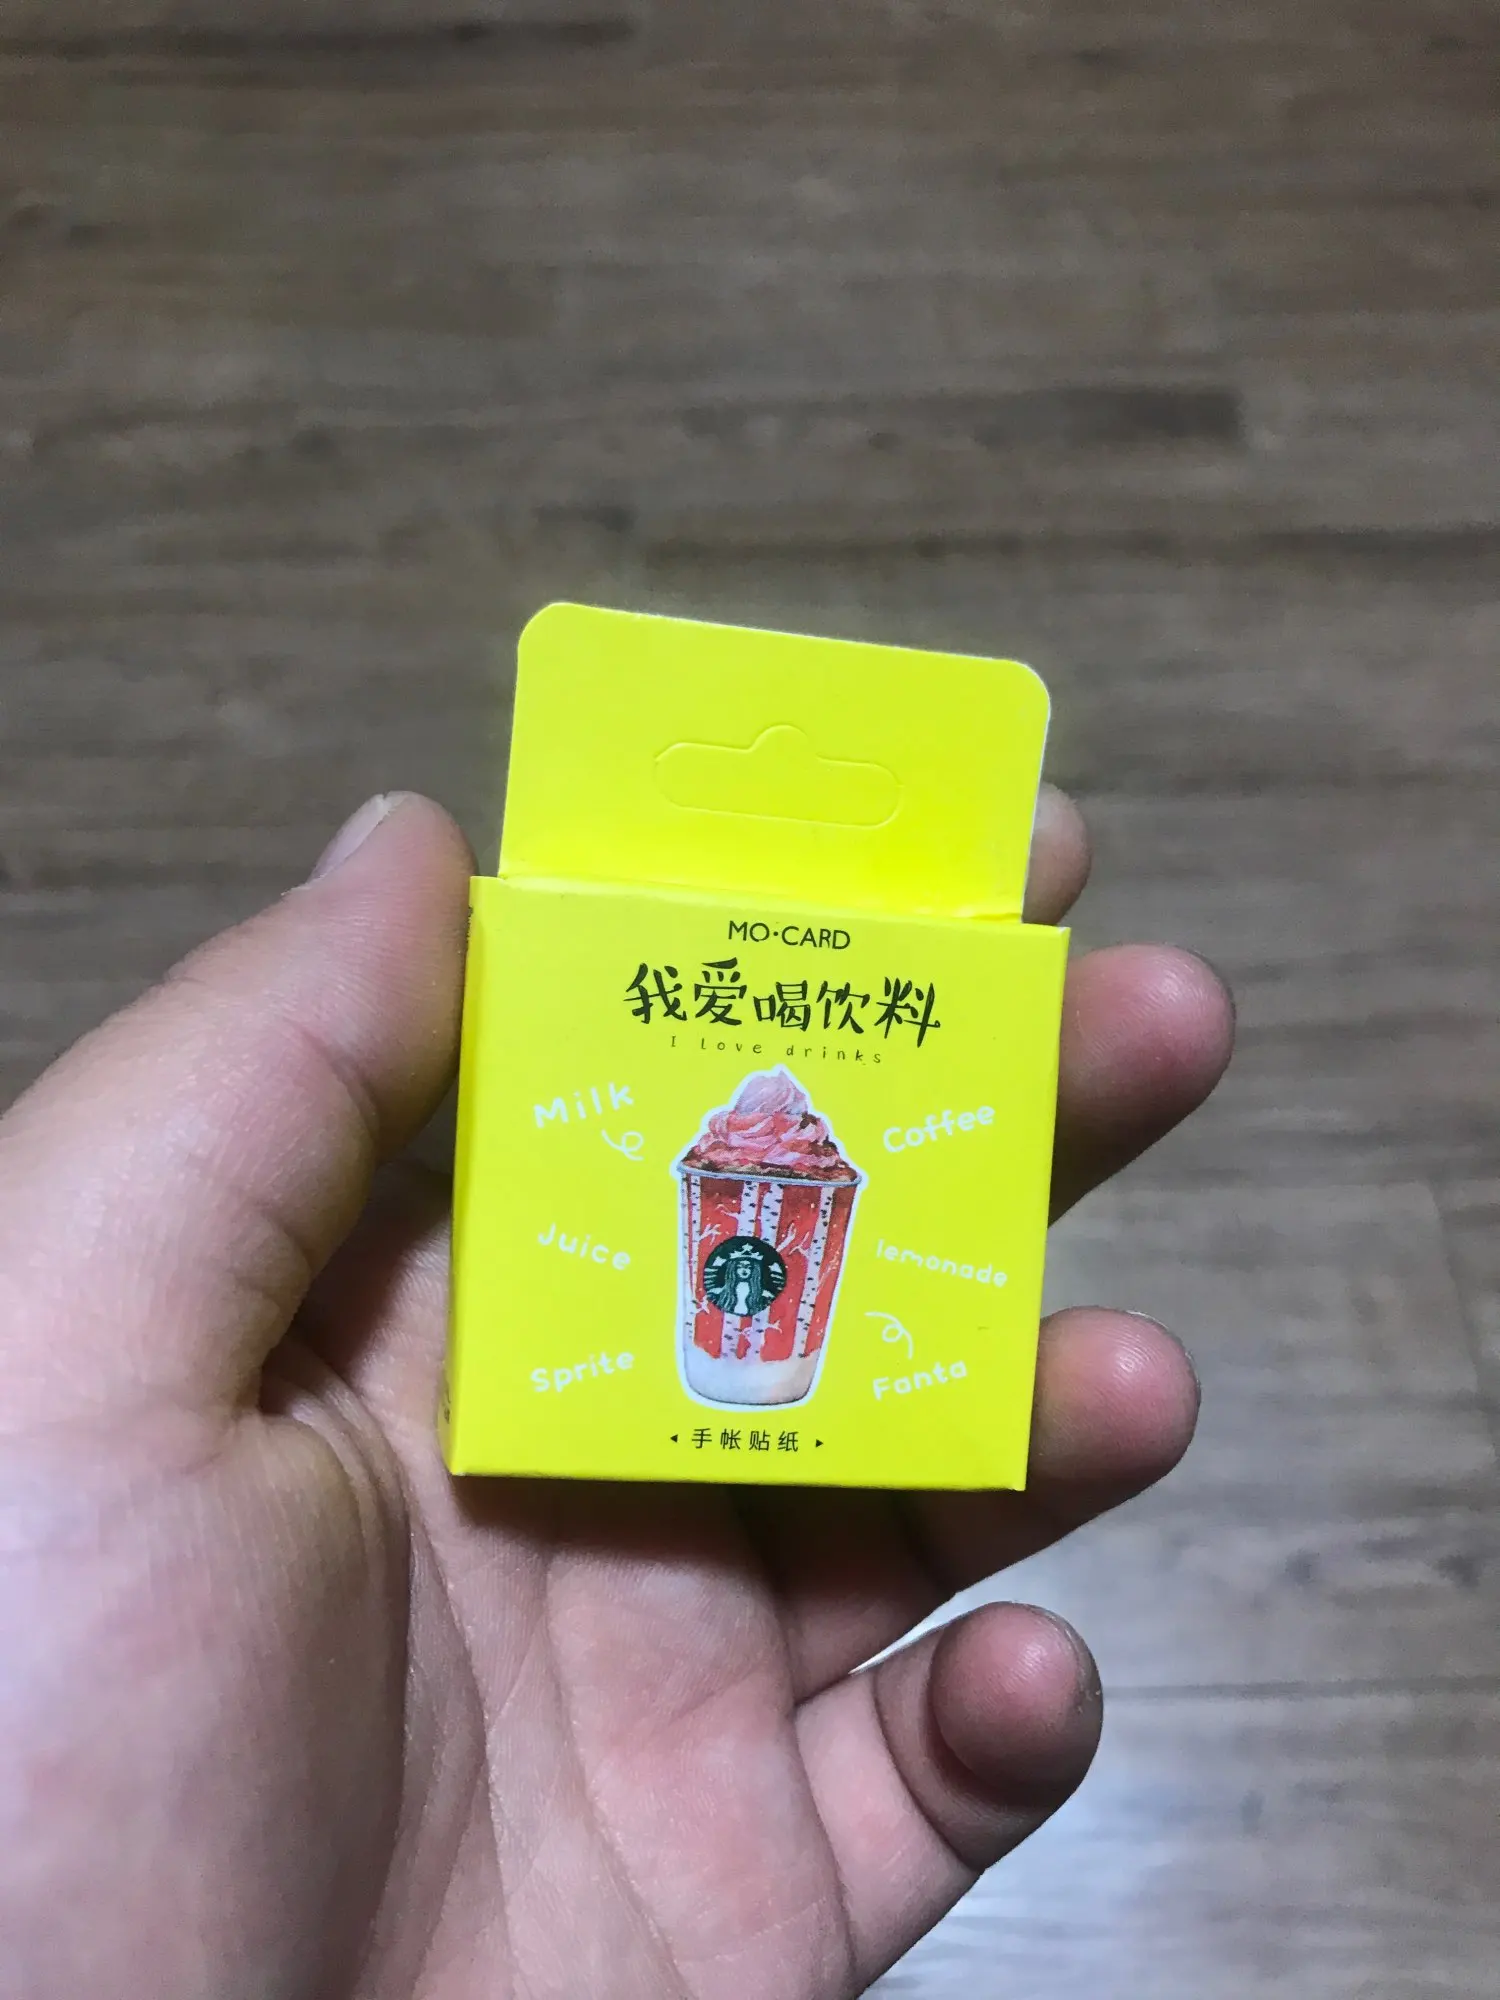 MO·CARD
我爱喝饮料
I love drinks
Milk
Coffee
Juice
lemonade
Sprite
Fanta
手帐贴纸